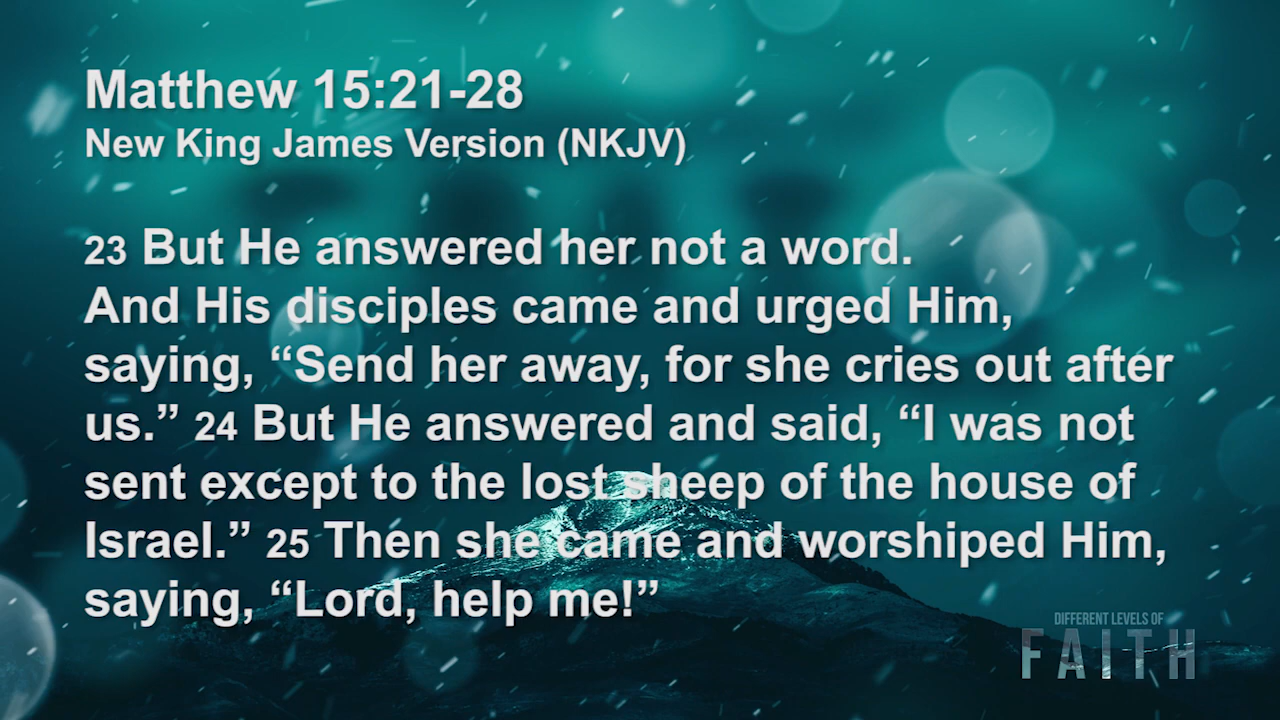 Matthew 15:21-28
New King James Version (NKJV)
23 But He answered her not a word.
And His disciples came and urged Him,
saying, “Send her away, for she cries out after
us.” 24 But He answered and said, “I was not
sent except to the lost sheep of the house of
Israel.” 25 Then she came and worshiped Him,
saying, “Lord, help me!”
DIFFERENT LEVELS OF
FAITH